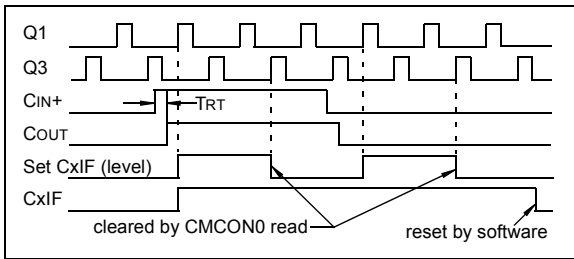 Q1
Q3
CIN+
TRT
COUT
Set CxIF (level)
CxIF
cleared by CMCON0 read
reset by software